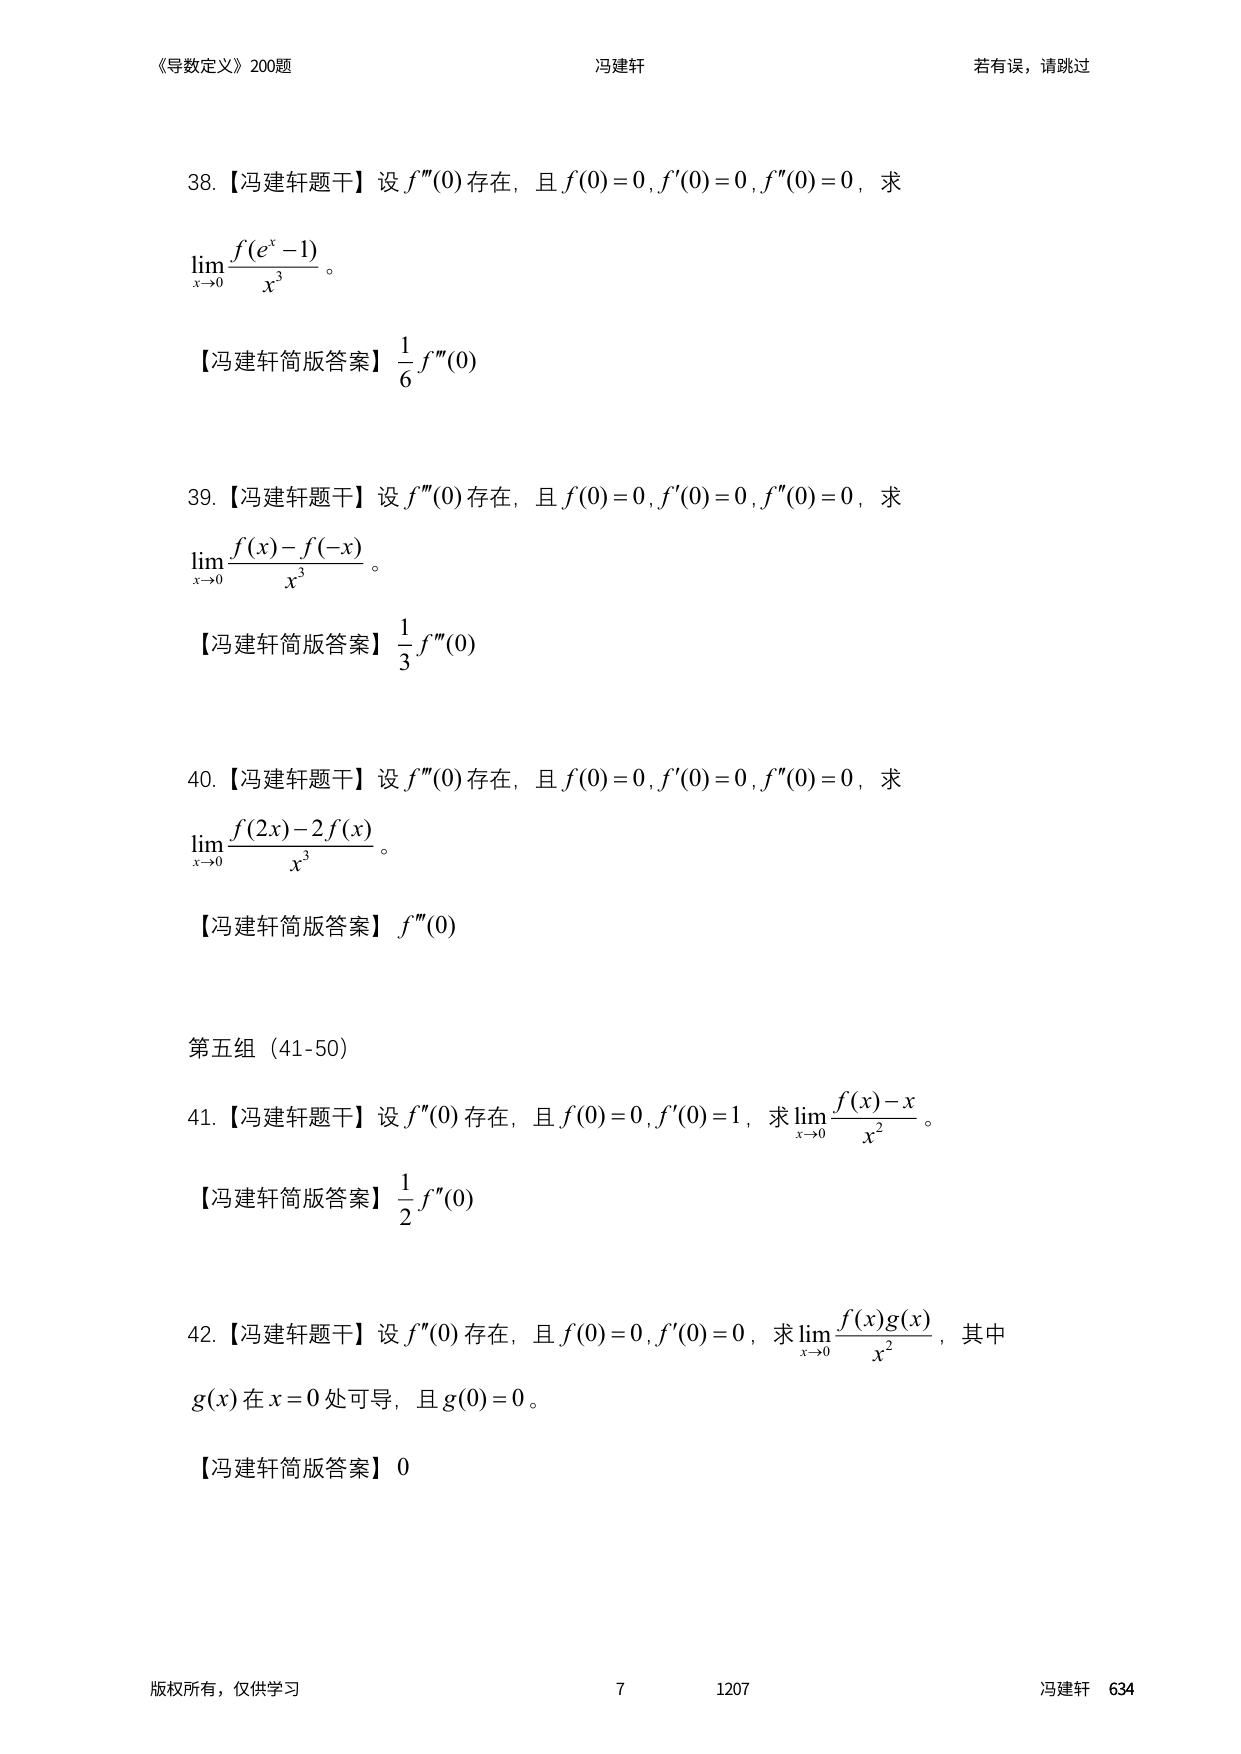 《导数定义》200题 冯建轩 若有误，请跳过
38.【冯建轩题干】设 f‴(0) 存在，且 f(0)=0, f′(0)=0, f″(0)=0，求
lim_{x→0} \frac{f(e^x −1)}{x^3} 。
【冯建轩简版答案】 \frac{1}{6} f‴(0)
39.【冯建轩题干】设 f‴(0) 存在，且 f(0)=0, f′(0)=0, f″(0)=0，求
lim_{x→0} \frac{f(x)−f(−x)}{x^3} 。
【冯建轩简版答案】 \frac{1}{3} f‴(0)
40.【冯建轩题干】设 f‴(0) 存在，且 f(0)=0, f′(0)=0, f″(0)=0，求
lim_{x→0} \frac{f(2x)−2f(x)}{x^3} 。
【冯建轩简版答案】 f‴(0)
第五组（41-50）
41.【冯建轩题干】设 f″(0) 存在，且 f(0)=0, f′(0)=1，求 lim_{x→0} \frac{f(x)−x}{x^2} 。
【冯建轩简版答案】 \frac{1}{2} f″(0)
42.【冯建轩题干】设 f″(0) 存在，且 f(0)=0, f′(0)=0，求 lim_{x→0} \frac{f(x)g(x)}{x^2} ，其中
g(x) 在 x=0 处可导，且 g(0)=0 。
【冯建轩简版答案】 0
版权所有，仅供学习 7 1207 冯建轩 634